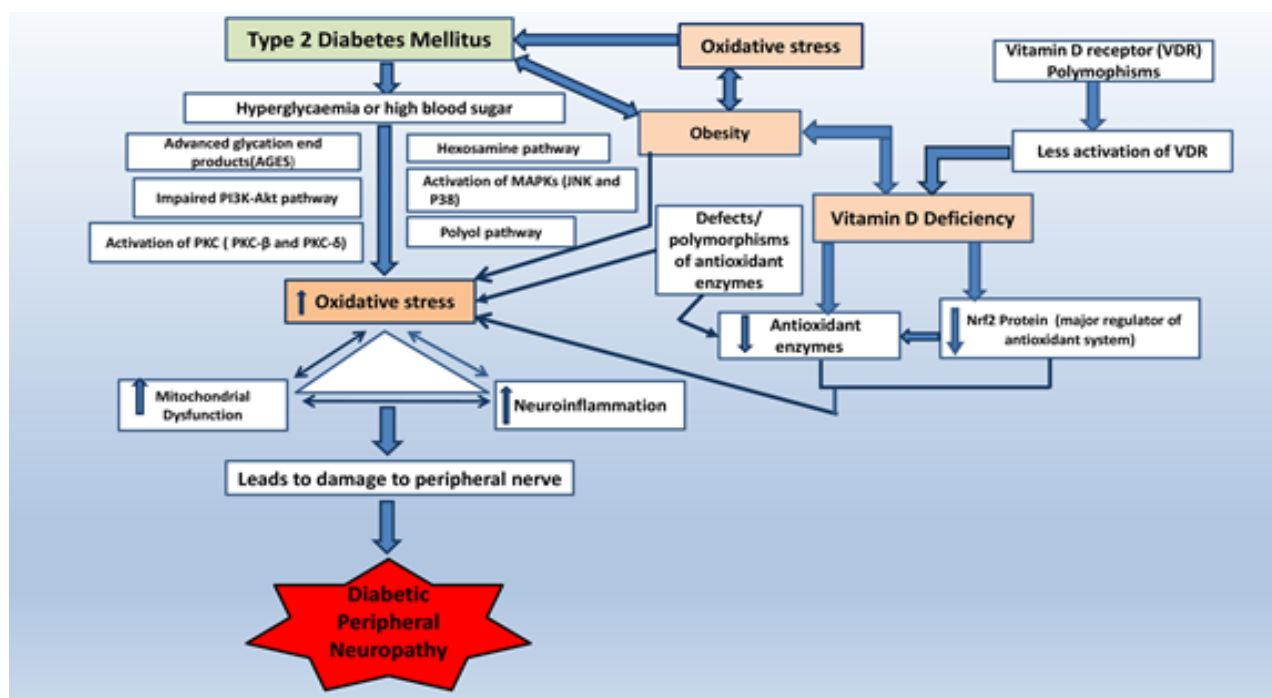 Type 2 Diabetes Mellitus
Oxidative stress
Vitamin D receptor (VDR)
Polymophisms
Hyperglycaemia or high blood sugar
Obesity
Advanced glycation end
products(AGES)
Hexosamine pathway
Less activation of VDR
Impaired PI3K-Akt pathway
Activation of MAPKs (JNK and
P38)
Vitamin D Deficiency
Activation of PKC ( PKC-β and PKC-δ)
Polyol pathway
Defects/
polymorphisms
of antioxidant
enzymes
Oxidative stress
Antioxidant
enzymes
Nrf2 Protein (major regulator of
antioxidant system)
Mitochondrial
Dysfunction
Neuroinflammation
Leads to damage to peripheral nerve
Diabetic
Peripheral
Neuropathy